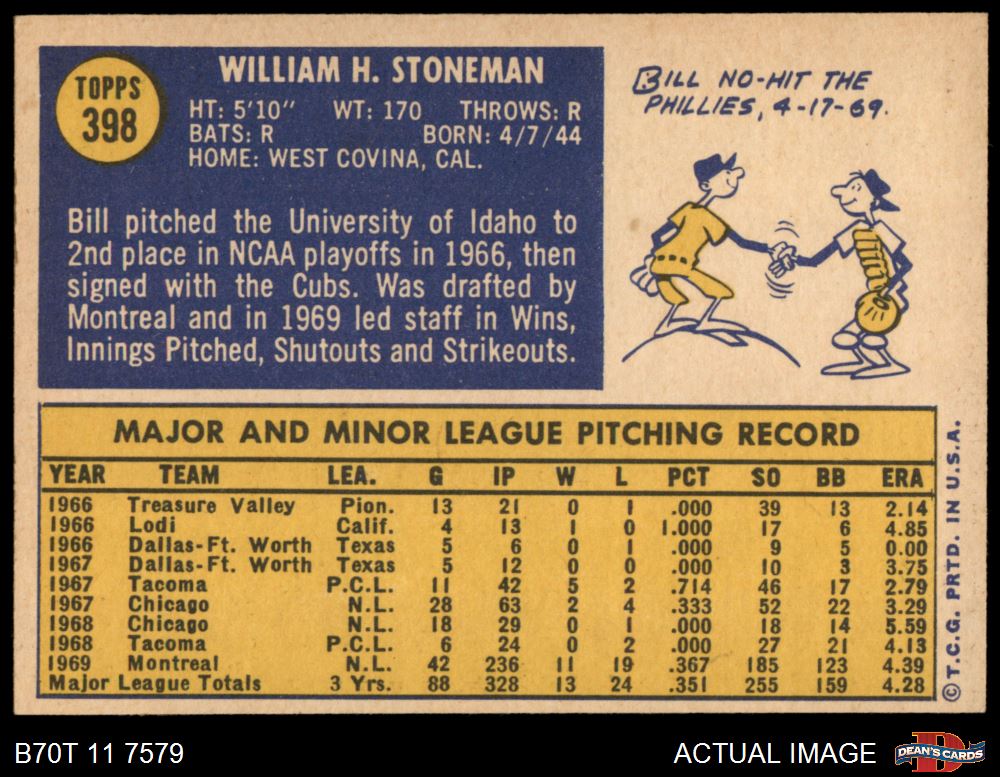 TOPPS
398
WILLIAM H. STONEMAN
HT: 5'10" WT: 170 THROWS: R
BATS: R BORN: 4/7/44
HOME: WEST COVINA, CAL.
Bill pitched the University of Idaho to
2nd place in NCAA playoffs in 1966, then
signed with the Cubs. Was drafted by
Montreal and in 1969 led staff in Wins,
Innings Pitched, Shutouts and Strikeouts.
BILL NO-HIT THE
PHILLIES, 4-17-69.
MAJOR AND MINOR LEAGUE PITCHING RECORD
YEAR TEAM LEA. G IP W L PCT SO BB ERA
1966 Treasure Valley Pion. 13 21 0 1 .000 39 13 2.14
1966 Lodi Calif. 4 13 1 0 1.000 17 6 4.85
1966 Dallas-Ft. Worth Texas 5 6 0 1 .000 9 5 0.00
1967 Dallas-Ft. Worth Texas 5 12 0 0 .000 10 3 3.75
1967 Tacoma P.C.L. 11 42 5 2 .714 46 17 2.79
1967 Chicago N.L. 28 63 2 4 .333 52 22 3.29
1968 Chicago N.L. 18 29 0 1 .000 18 14 5.59
1968 Tacoma P.C.L. 6 24 0 2 .000 27 21 4.13
1969 Montreal N.L. 42 236 11 19 .367 185 123 4.39
Major League Totals 3 Yrs. 88 328 13 24 .351 255 159 4.28
© T.C.G. PRTD. IN U.S.A.
B70T 11 7579
ACTUAL IMAGE
DEAN'S CARDS